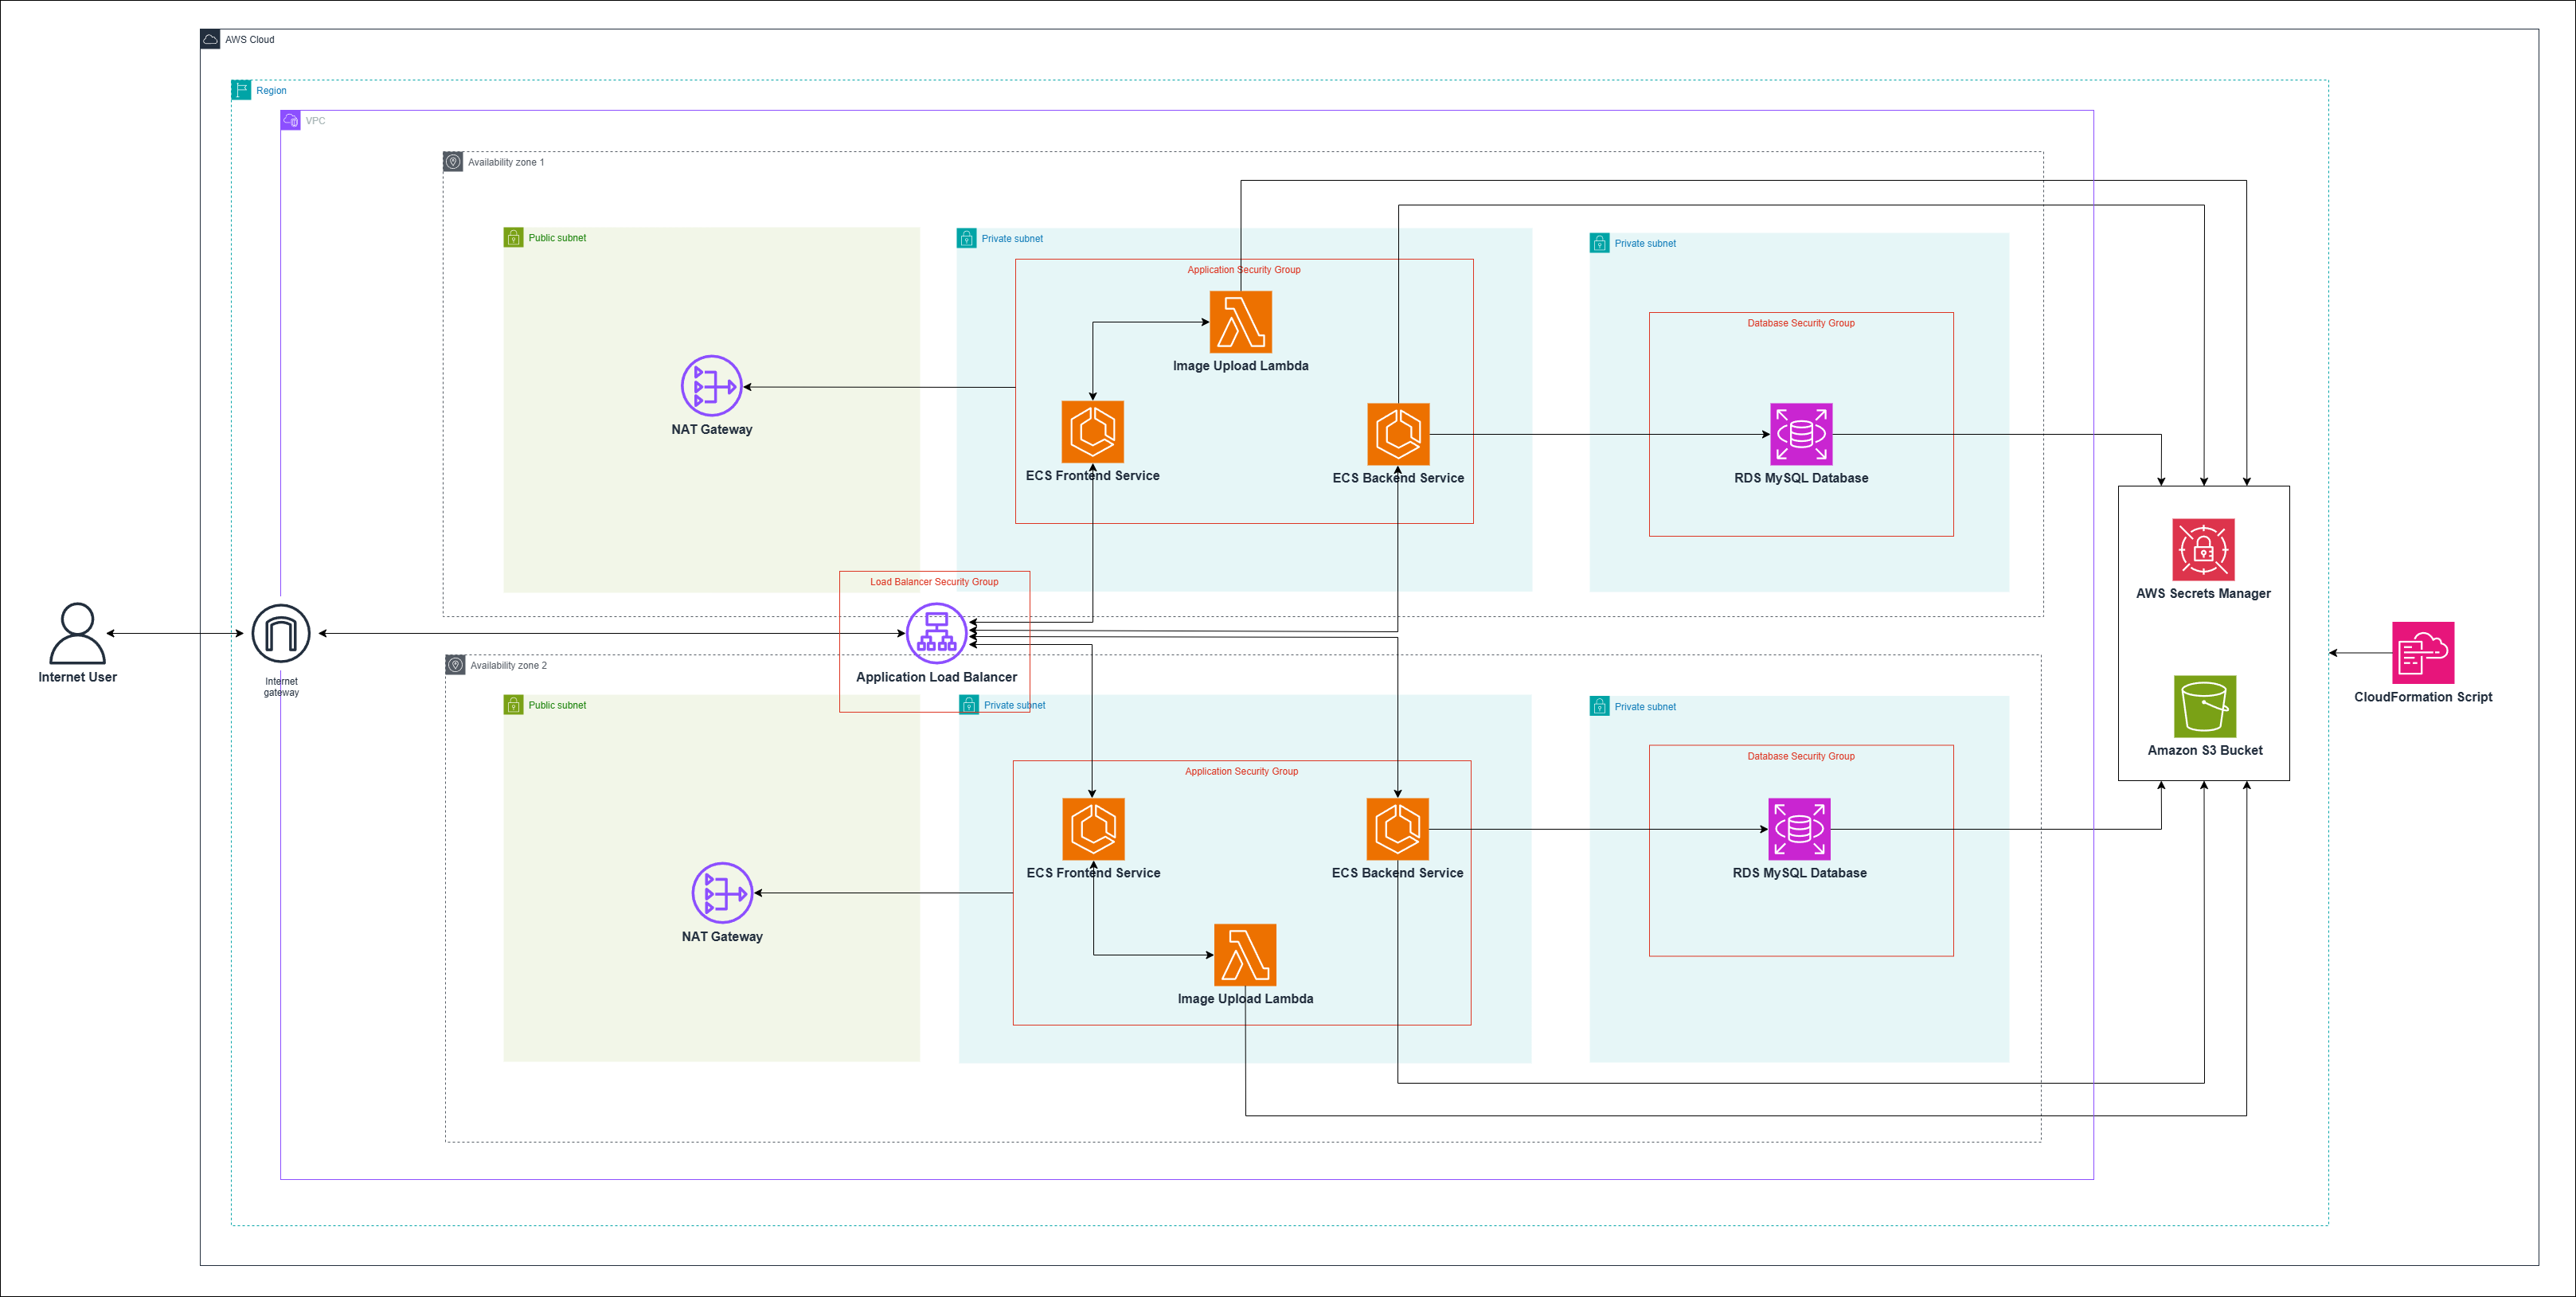 AWS Cloud
Region
VPC
Availability zone 1
Public subnet
Private subnet
Private subnet
Application Security Group
Database Security Group
Image Upload Lambda
NAT Gateway
ECS Frontend Service
ECS Backend Service
RDS MySQL Database
Load Balancer Security Group
AWS Secrets Manager
Internet User
Internet
gateway
Application Load Balancer
Availability zone 2
CloudFormation Script
Public subnet
Private subnet
Private subnet
Amazon S3 Bucket
Application Security Group
Database Security Group
ECS Frontend Service
ECS Backend Service
RDS MySQL Database
NAT Gateway
Image Upload Lambda